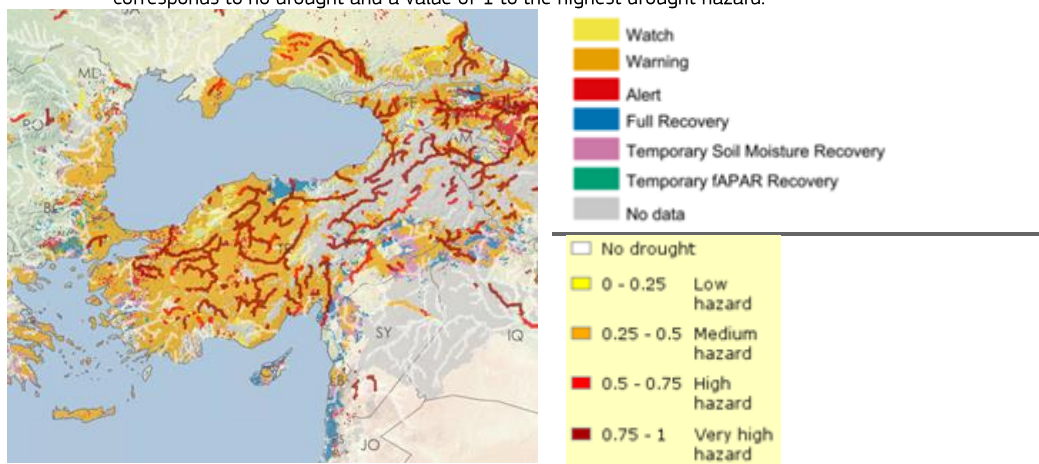 corresponds to no drought and a value of 1 to the highest drought hazard.
MD
RO
AM
TR
SY
IQ
JO
Watch
Warning
Alert
Full Recovery
Temporary Soil Moisture Recovery
Temporary fAPAR Recovery
No data
No drought
0 - 0.25 Low
hazard
0.25 - 0.5 Medium
hazard
0.5 - 0.75 High
hazard
0.75 - 1 Very high
hazard